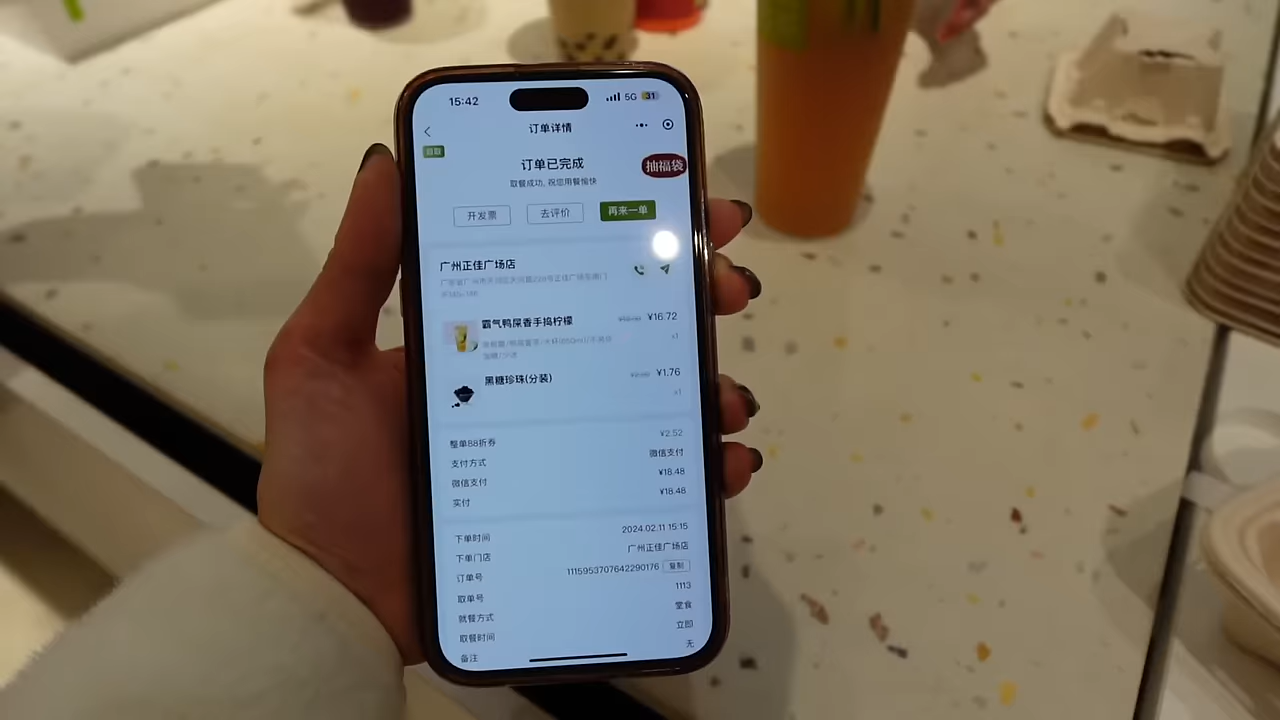 15:42
5G 31
订单详情
自取
订单已完成
抽福袋
取餐成功, 祝您用餐愉快
开发票
去评价
再来一单
广州正佳广场店
霸气鸭屎香手捣柠檬
¥16.72
x1
黑糖珍珠(分装)
¥1.76
x1
整单88折券
¥2.52
支付方式
微信支付
微信支付
¥18.48
实付
¥18.48
下单时间
2024.02.11 15:15
下单门店
广州正佳广场店
订单号
1115953707642290176 复制
取单号
1113
就餐方式
堂食
取餐时间
立即
备注
无